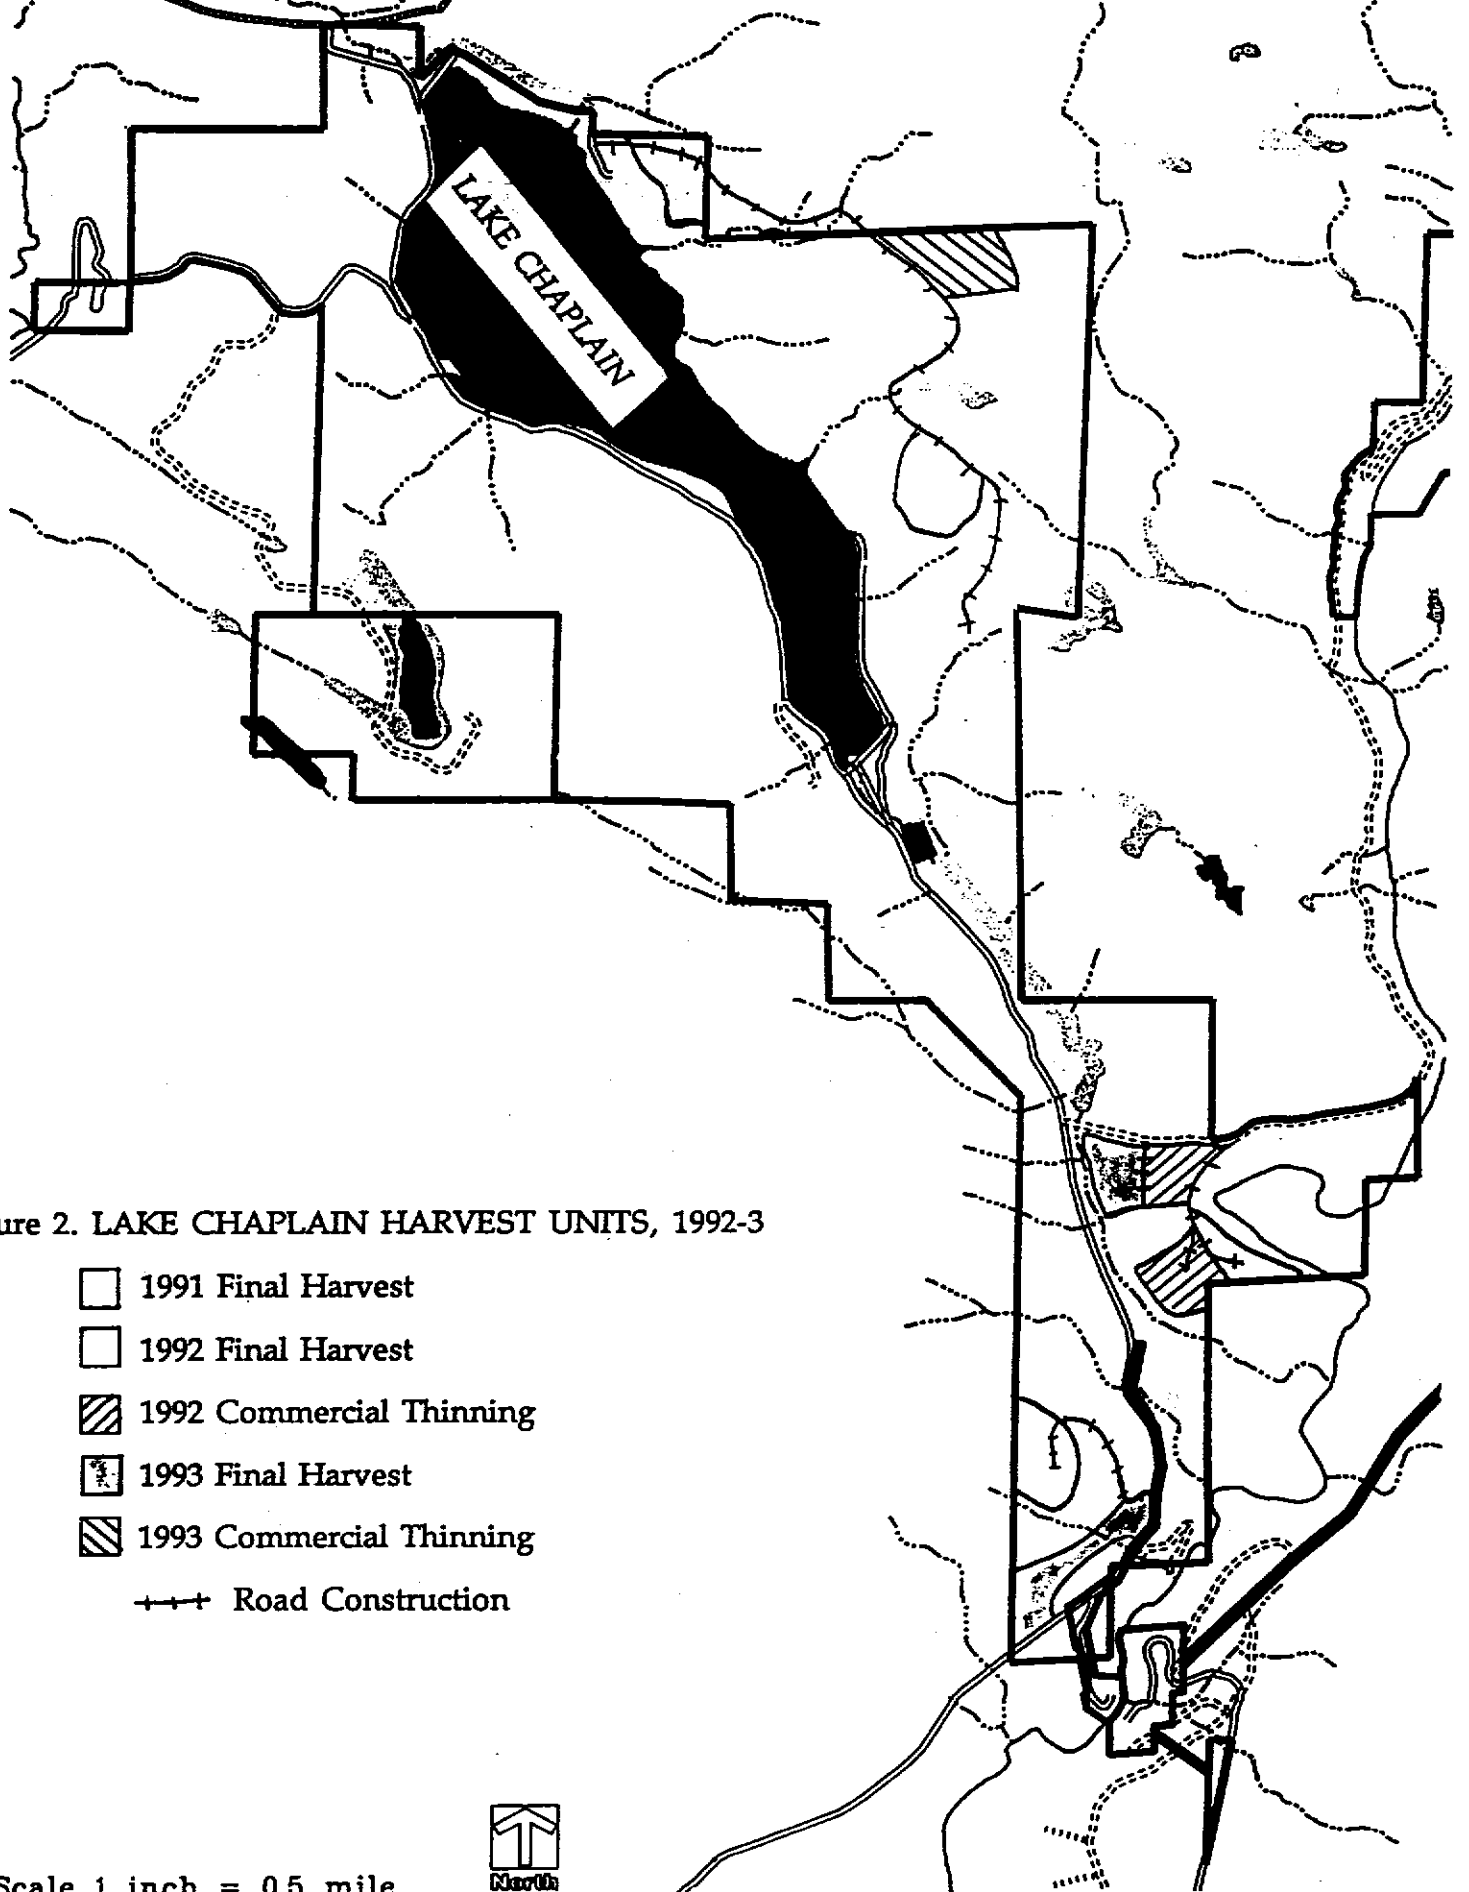 LAKE CHAPLAIN
ure 2. LAKE CHAPLAIN HARVEST UNITS, 1992-3
1991 Final Harvest
1992 Final Harvest
1992 Commercial Thinning
1993 Final Harvest
1993 Commercial Thinning
Road Construction
North
Scale 1 inch = 0.5 mile